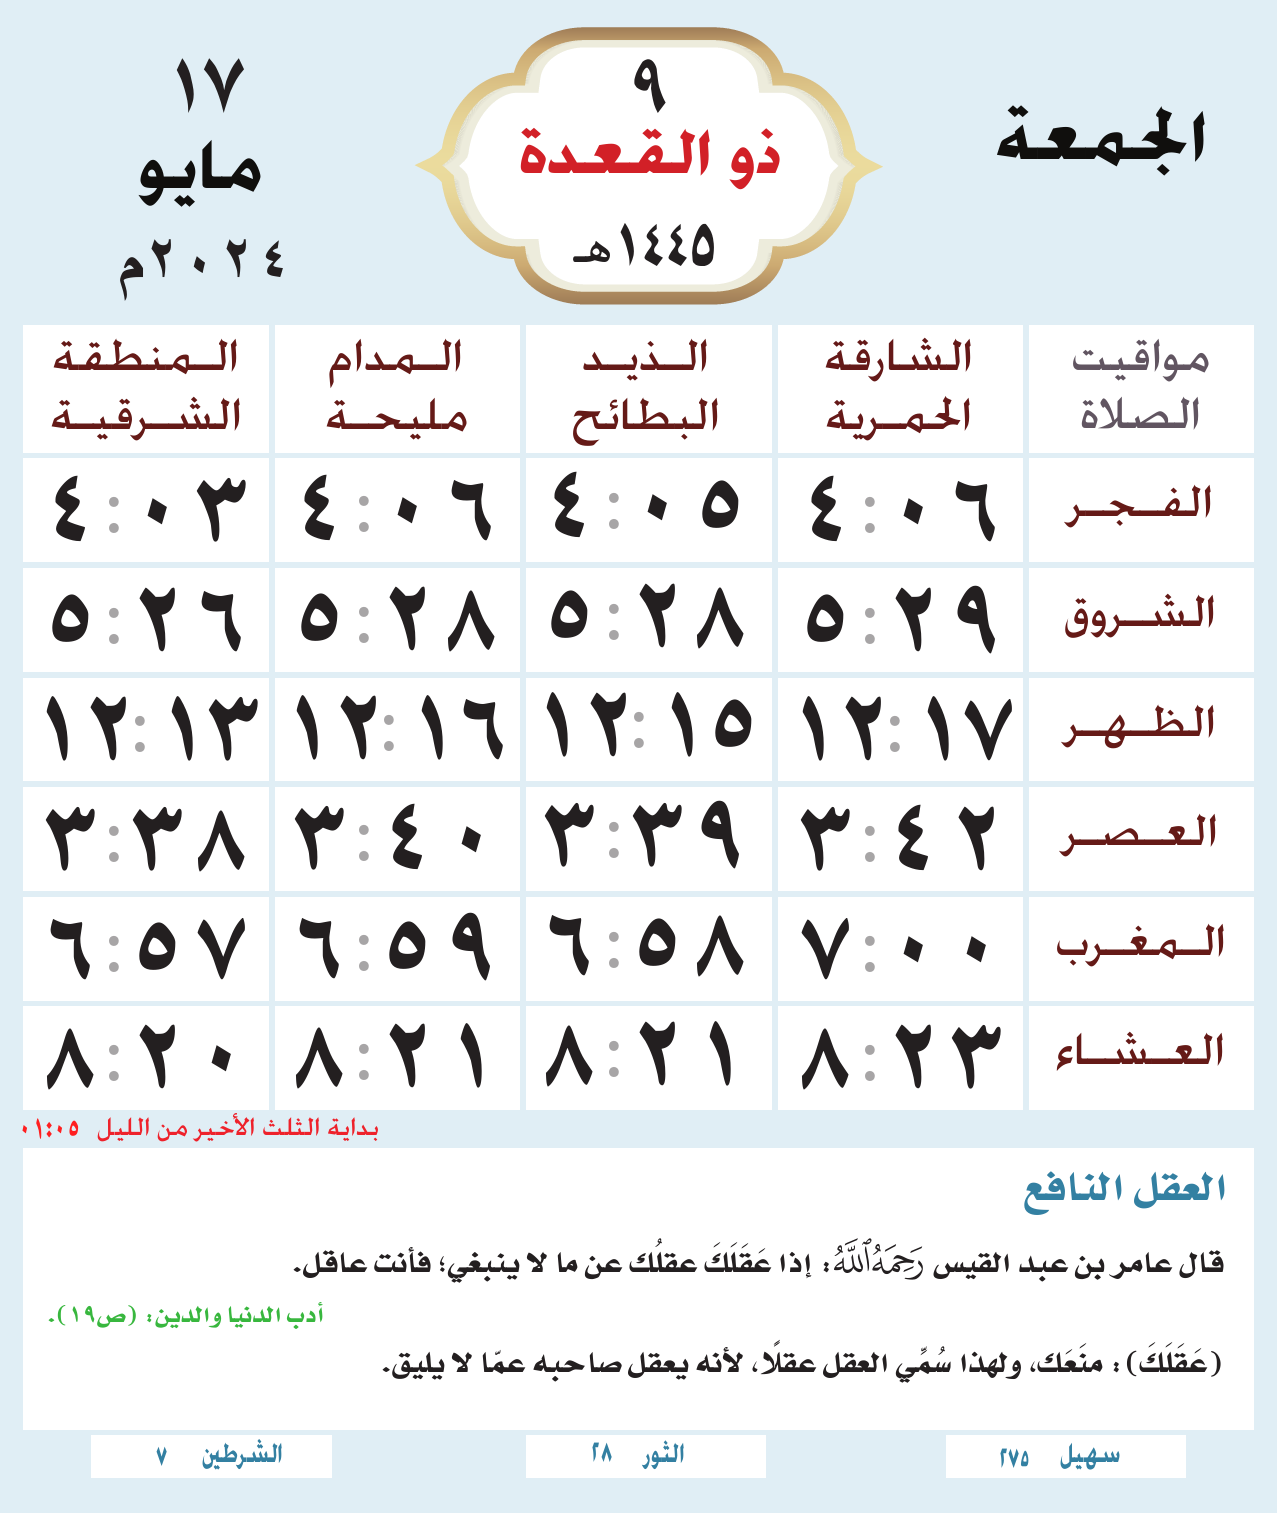 الجمعة
٩
ذو القعدة
١٤٤٥هـ
١٧
مايو
٢٠٢٤م
مواقيت الصلاة
الشارقة الحمرية
الذيد البطائح
المدام مليحة
المنطقة الشرقية
الفجر ٤:٠٦ ٤:٠٥ ٤:٠٦ ٤:٠٣
الشروق ٥:٢٩ ٥:٢٨ ٥:٢٨ ٥:٢٦
الظهر ١٢:١٧ ١٢:١٥ ١٢:١٦ ١٢:١٣
العصر ٣:٤٢ ٣:٣٩ ٣:٤٠ ٣:٣٨
المغرب ٧:٠٠ ٦:٥٨ ٦:٥٩ ٦:٥٧
العشاء ٨:٢٣ ٨:٢١ ٨:٢١ ٨:٢٠
بداية الثلث الأخير من الليل ٠١:٠٥
العقل النافع
قال عامر بن عبد القيس رَحِمَهُ ٱللَّهُ: إذا عَقَلَكَ عقلُك عن ما لا ينبغي؛ فأنت عاقل.
أدب الدنيا والدين: (ص١٩).
(عَقَلَكَ): منَعَك، ولهذا سُمِّي العقل عقلًا، لأنه يعقل صاحبه عمّا لا يليق.
سهيل ٢٧٥
الثور ٢٨
الشرطين ٧